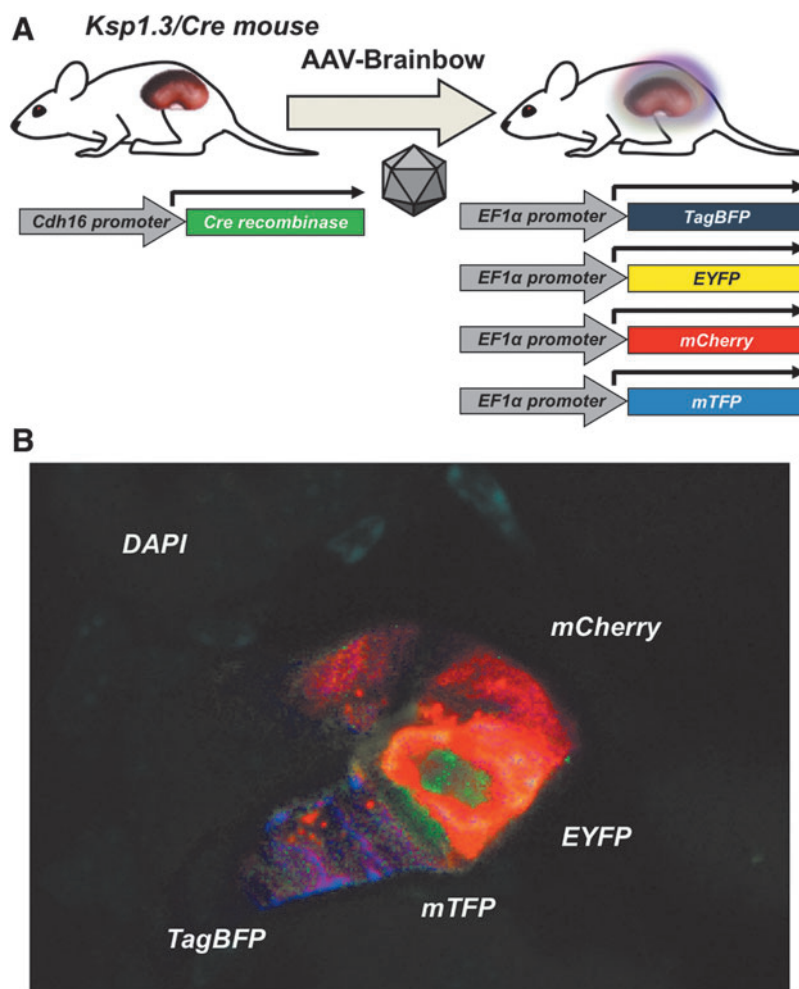 A
Ksp1.3/Cre mouse
AAV-Brainbow
Cdh16 promoter
Cre recombinase
EF1α promoter
TagBFP
EF1α promoter
EYFP
EF1α promoter
mCherry
EF1α promoter
mTFP
B
DAPI
mCherry
EYFP
mTFP
TagBFP